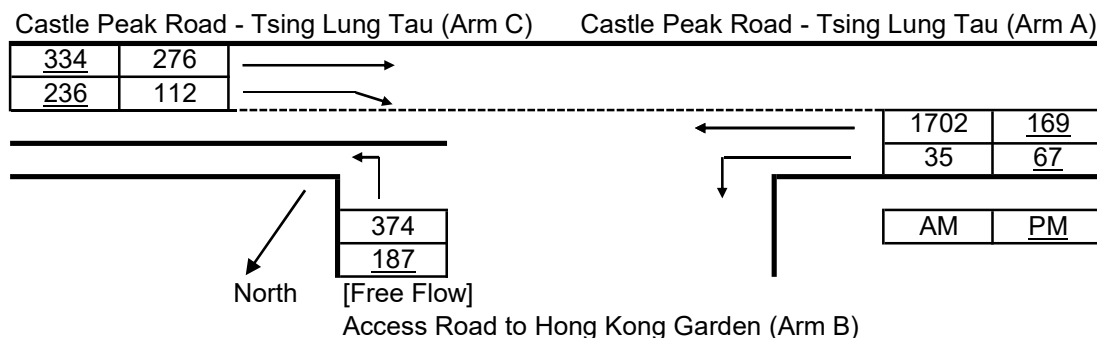 Castle Peak Road - Tsing Lung Tau (Arm C) Castle Peak Road - Tsing Lung Tau (Arm A)
334 276
236 112
1702 169
35 67
374
187
AM PM
North [Free Flow]
Access Road to Hong Kong Garden (Arm B)